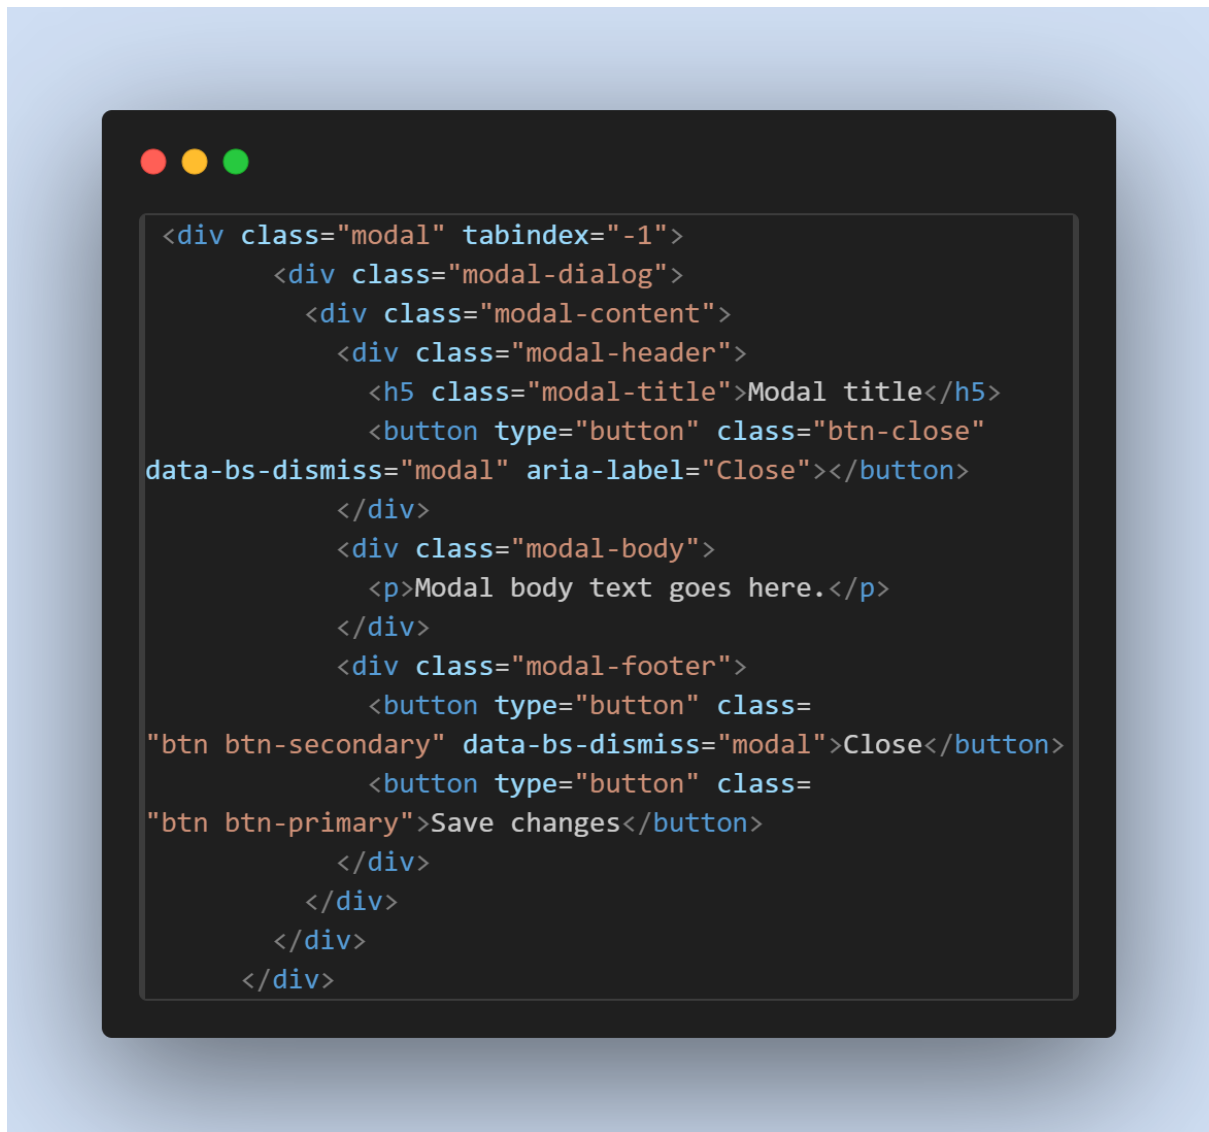 <div class="modal" tabindex="-1">
<div class="modal-dialog">
<div class="modal-content">
<div class="modal-header">
<h5 class="modal-title">Modal title</h5>
<button type="button" class="btn-close"
data-bs-dismiss="modal" aria-label="Close"></button>
</div>
<div class="modal-body">
<p>Modal body text goes here.</p>
</div>
<div class="modal-footer">
<button type="button" class=
"btn btn-secondary" data-bs-dismiss="modal">Close</button>
<button type="button" class=
"btn btn-primary">Save changes</button>
</div>
</div>
</div>
</div>